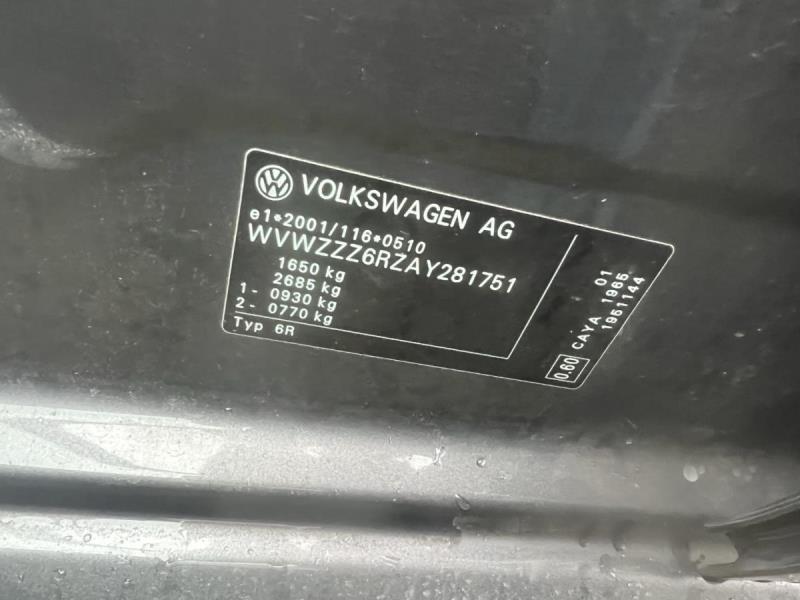 VOLKSWAGEN AG
e1*2001/116*0510
WVWZZZ6RZAY281751
1650 kg
2685 kg
1- 0930 kg
2- 0770 kg
Typ 6R
01
CAYA 1965
0.60 1951144